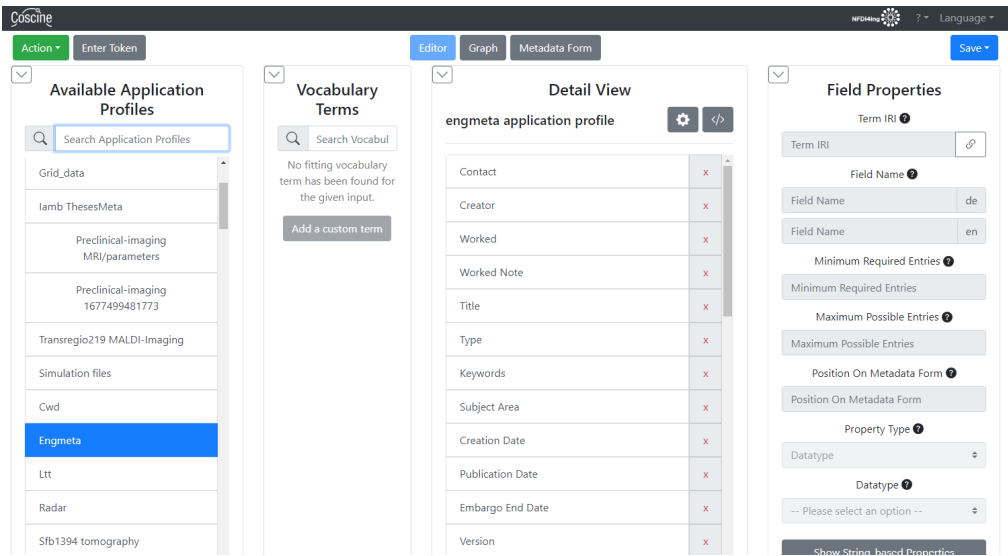 Coscine
NFDI4Ing
?
Language
Action
Enter Token
Editor
Graph
Metadata Form
Save
Available Application
Profiles
Search Application Profiles
Grid_data
Iamb ThesesMeta
Preclinical-imaging
MRI/parameters
Preclinical-imaging
1677499481773
Transregio219 MALDI-Imaging
Simulation files
Cwd
Engmeta
Ltt
Radar
Sfb1394 tomography
Vocabulary
Terms
Search Vocabul
No fitting vocabulary
term has been found for
the given input.
Add a custom term
Detail View
engmeta application profile
</>
Contact
x
Creator
x
Worked
x
Worked Note
x
Title
x
Type
x
Keywords
x
Subject Area
x
Creation Date
x
Publication Date
x
Embargo End Date
x
Version
x
Field Properties
Term IRI ?
Term IRI
Field Name ?
Field Name
de
Field Name
en
Minimum Required Entries ?
Minimum Required Entries
Maximum Possible Entries ?
Maximum Possible Entries
Position On Metadata Form ?
Position On Metadata Form
Property Type ?
Datatype
Datatype ?
-- Please select an option --
Show String-based Properties